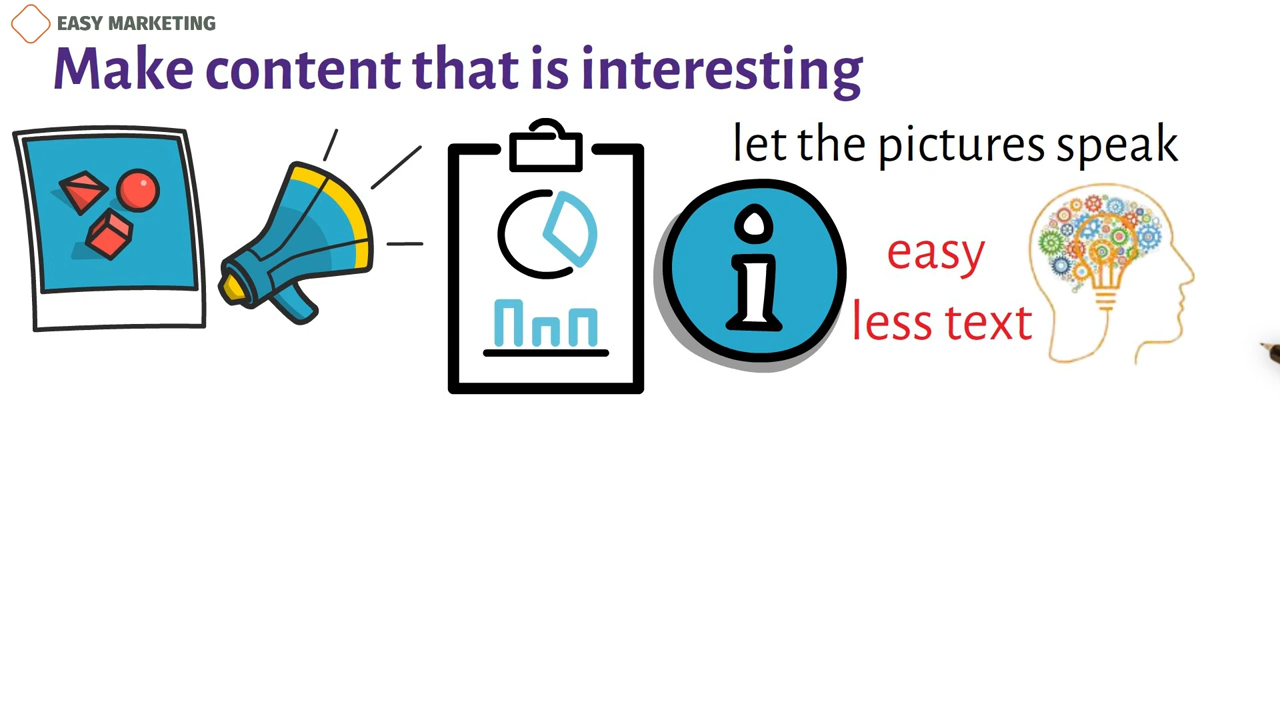 EASY MARKETING
Make content that is interesting
let the pictures speak
easy
less text